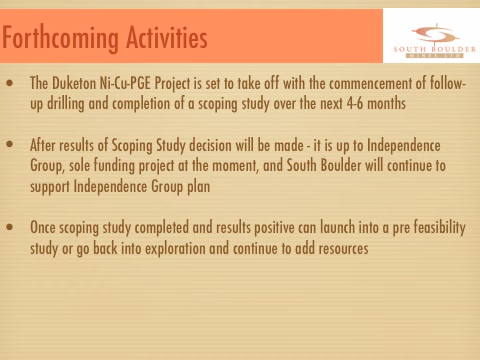 Forthcoming Activities
SOUTH BOULDER
MINES LTD
• The Duketon Ni-Cu-PGE Project is set to take off with the commencement of follow-
up drilling and completion of a scoping study over the next 4-6 months
• After results of Scoping Study decision will be made - it is up to Independence
Group, sole funding project at the moment, and South Boulder will continue to
support Independence Group plan
• Once scoping study completed and results positive can launch into a pre feasibility
study or go back into exploration and continue to add resources